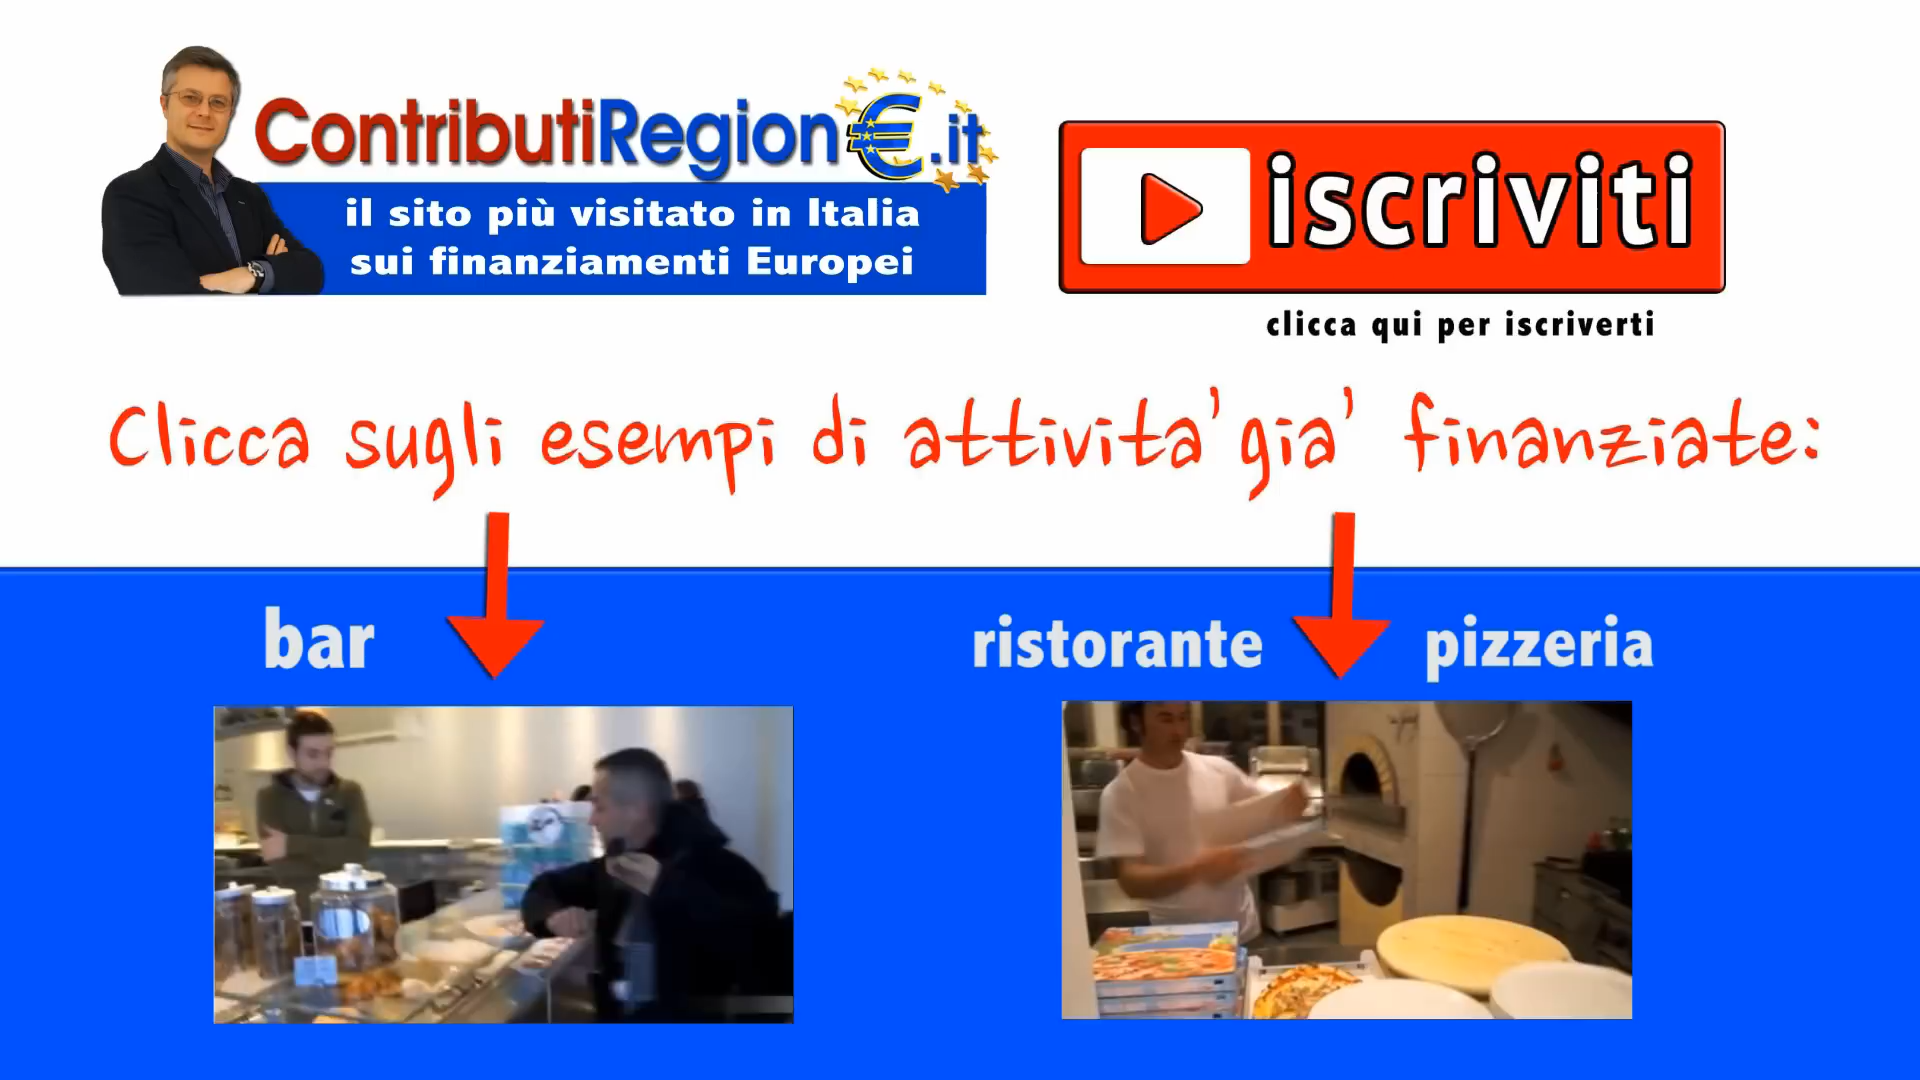 ContributiRegion€.it
il sito più visitato in Italia
sui finanziamenti Europei
iscriviti
clicca qui per iscriverti
Clicca sugli esempi di attivita' gia' finanziate:
bar
ristorante pizzeria